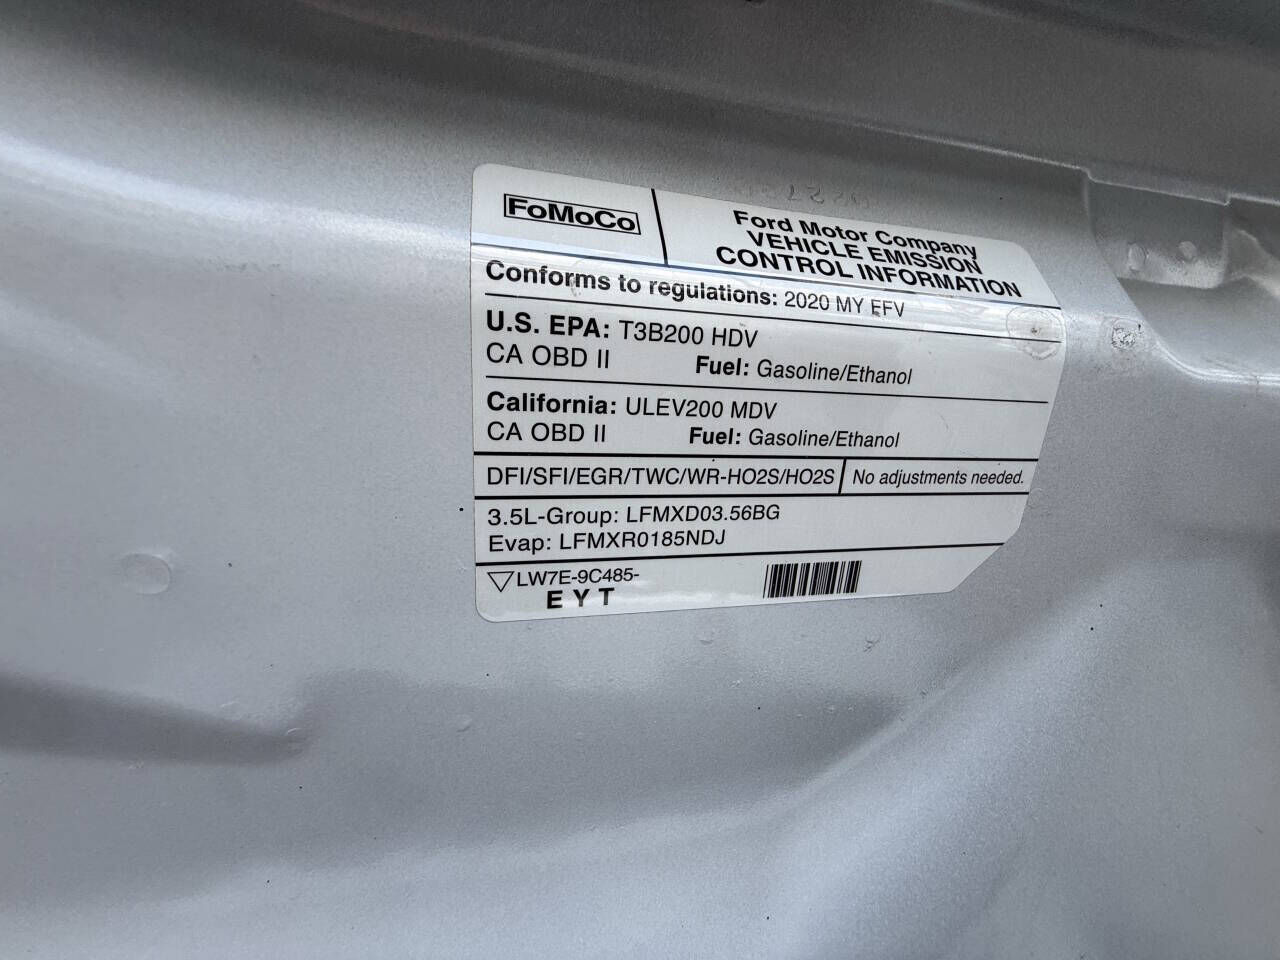 FoMoCo
Ford Motor Company
VEHICLE EMISSION
CONTROL INFORMATION
Conforms to regulations: 2020 MY FFV
U.S. EPA: T3B200 HDV
CA OBD II Fuel: Gasoline/Ethanol
California: ULEV200 MDV
CA OBD II Fuel: Gasoline/Ethanol
DFI/SFI/EGR/TWC/WR-HO2S/HO2S No adjustments needed.
3.5L-Group: LFMXD03.56BG
Evap: LFMXR0185NDJ
LW7E-9C485-
EYT